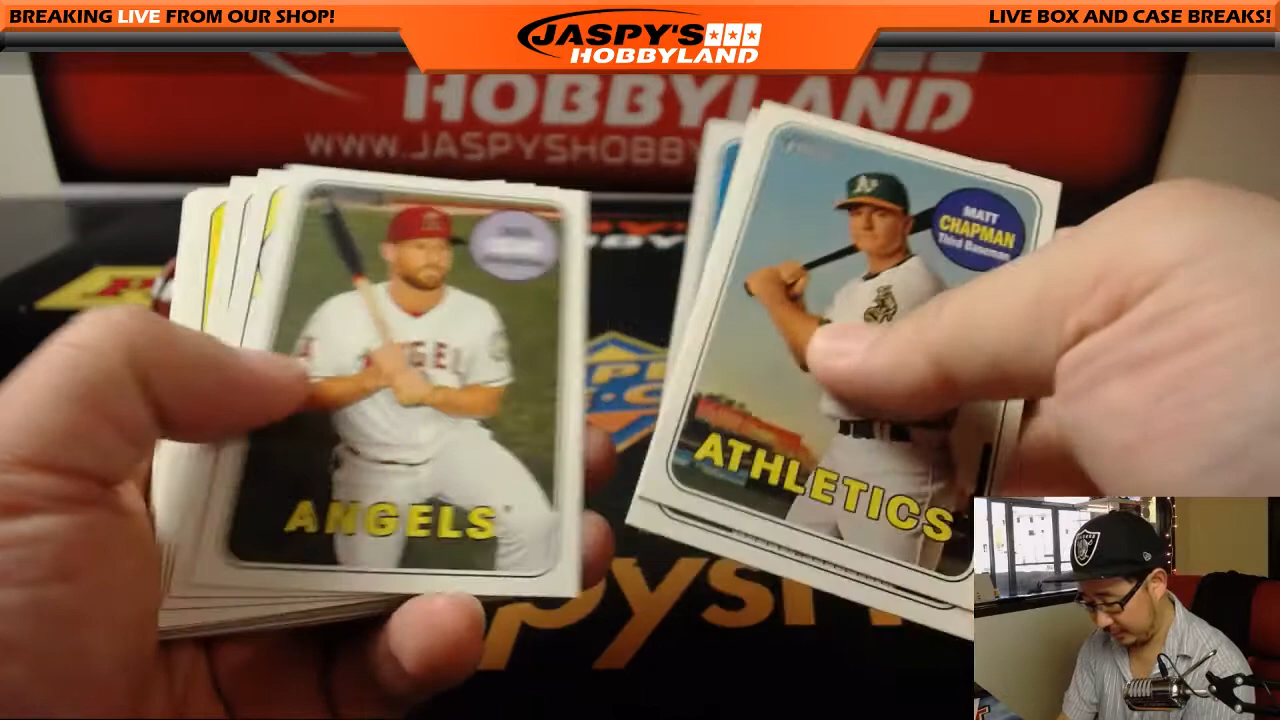 BREAKING LIVE FROM OUR SHOP!
JASPY'S
HOBBYLAND
LIVE BOX AND CASE BREAKS!
HOBBYLAND
WWW.JASPYSHOBBY
MATT
CHAPMAN
Third Baseman
A's
ANGEL
ATHLETICS
ANGELS